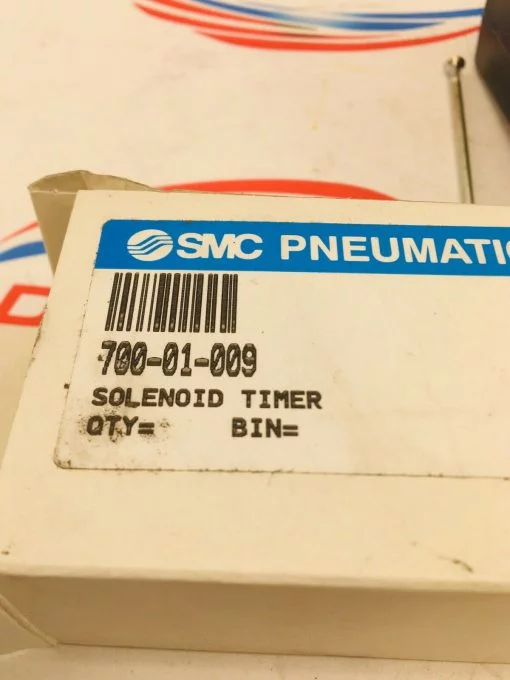 SMC PNEUMATIC
700-01-009
SOLENOID TIMER
QTY= BIN=